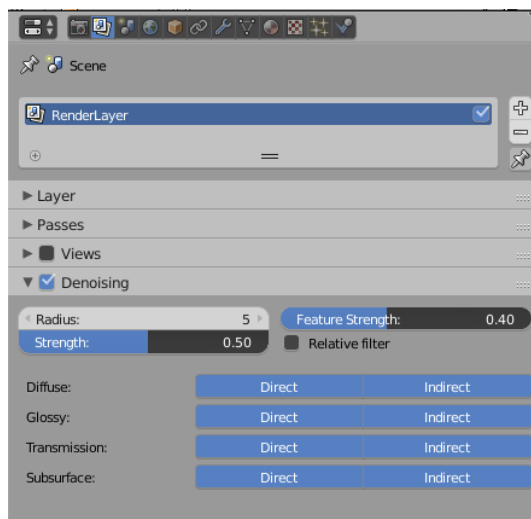 Scene
RenderLayer
Layer
Passes
Views
Denoising
Radius: 5 Feature Strength: 0.40
Strength: 0.50 Relative filter
Diffuse: Direct Indirect
Glossy: Direct Indirect
Transmission: Direct Indirect
Subsurface: Direct Indirect